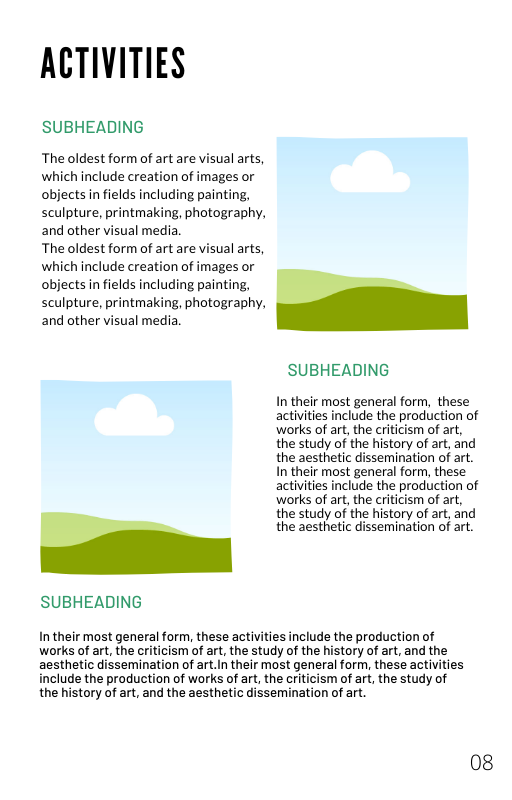 ACTIVITIES
SUBHEADING
The oldest form of art are visual arts,
which include creation of images or
objects in fields including painting,
sculpture, printmaking, photography,
and other visual media.
The oldest form of art are visual arts,
which include creation of images or
objects in fields including painting,
sculpture, printmaking, photography,
and other visual media.
SUBHEADING
In their most general form,  these
activities include the production of
works of art, the criticism of art,
the study of the history of art, and
the aesthetic dissemination of art.
In their most general form, these
activities include the production of
works of art, the criticism of art,
the study of the history of art, and
the aesthetic dissemination of art.
SUBHEADING
In their most general form, these activities include the production of
works of art, the criticism of art, the study of the history of art, and the
aesthetic dissemination of art.In their most general form, these activities
include the production of works of art, the criticism of art, the study of
the history of art, and the aesthetic dissemination of art.
08